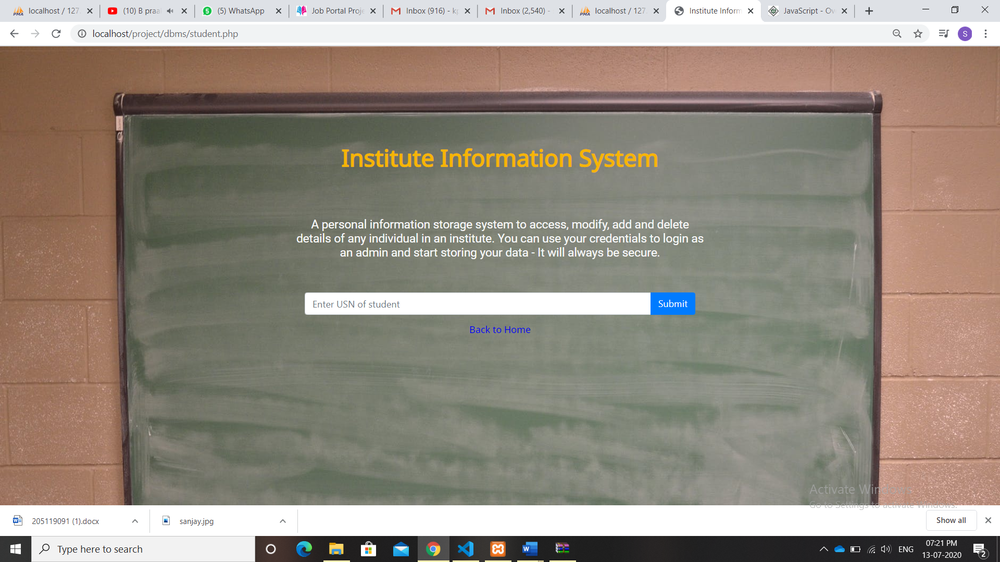 localhost / 127.
(10) B praa
(5) WhatsApp
Job Portal Proje
Inbox (916) - kp
Inbox (2,540) -
localhost / 127.
Institute Inform
JavaScript - Ov
localhost/project/dbms/student.php
S
Institute Information System
A personal information storage system to access, modify, add and delete
details of any individual in an institute. You can use your credentials to login as
an admin and start storing your data - It will always be secure.
Enter USN of student
Submit
Back to Home
Activate Windows
Go to Settings to activate Windows.
205119091 (1).docx
sanjay.jpg
Show all
Type here to search
ENG
07:21 PM
13-07-2020
2